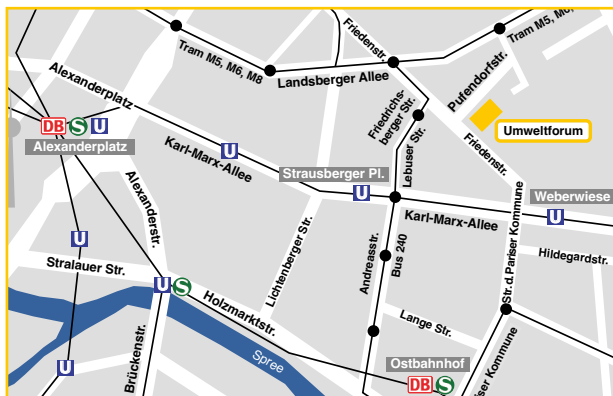 Tram M5, M6, M8
Landsberger Allee
Friedenstr.
Tram M5, M6,
Pufendorfstr.
Umweltforum
Alexanderplatz
DB S U
Alexanderplatz
Karl-Marx-Allee
U
Friedrichs-
berger Str.
Lebuser Str.
Friedenstr.
Strausberger Pl.
U
Weberwiese
U
Karl-Marx-Allee
Alexanderstr.
U
Stralauer Str.
U S
Holzmarktstr.
Lichtenberger Str.
Andreasstr.
Bus 240
Str. d. Pariser Kommune
Hildegardstr.
Lange Str.
Spree
Brückenstr.
U
Ostbahnhof
DB S
iser Kommune